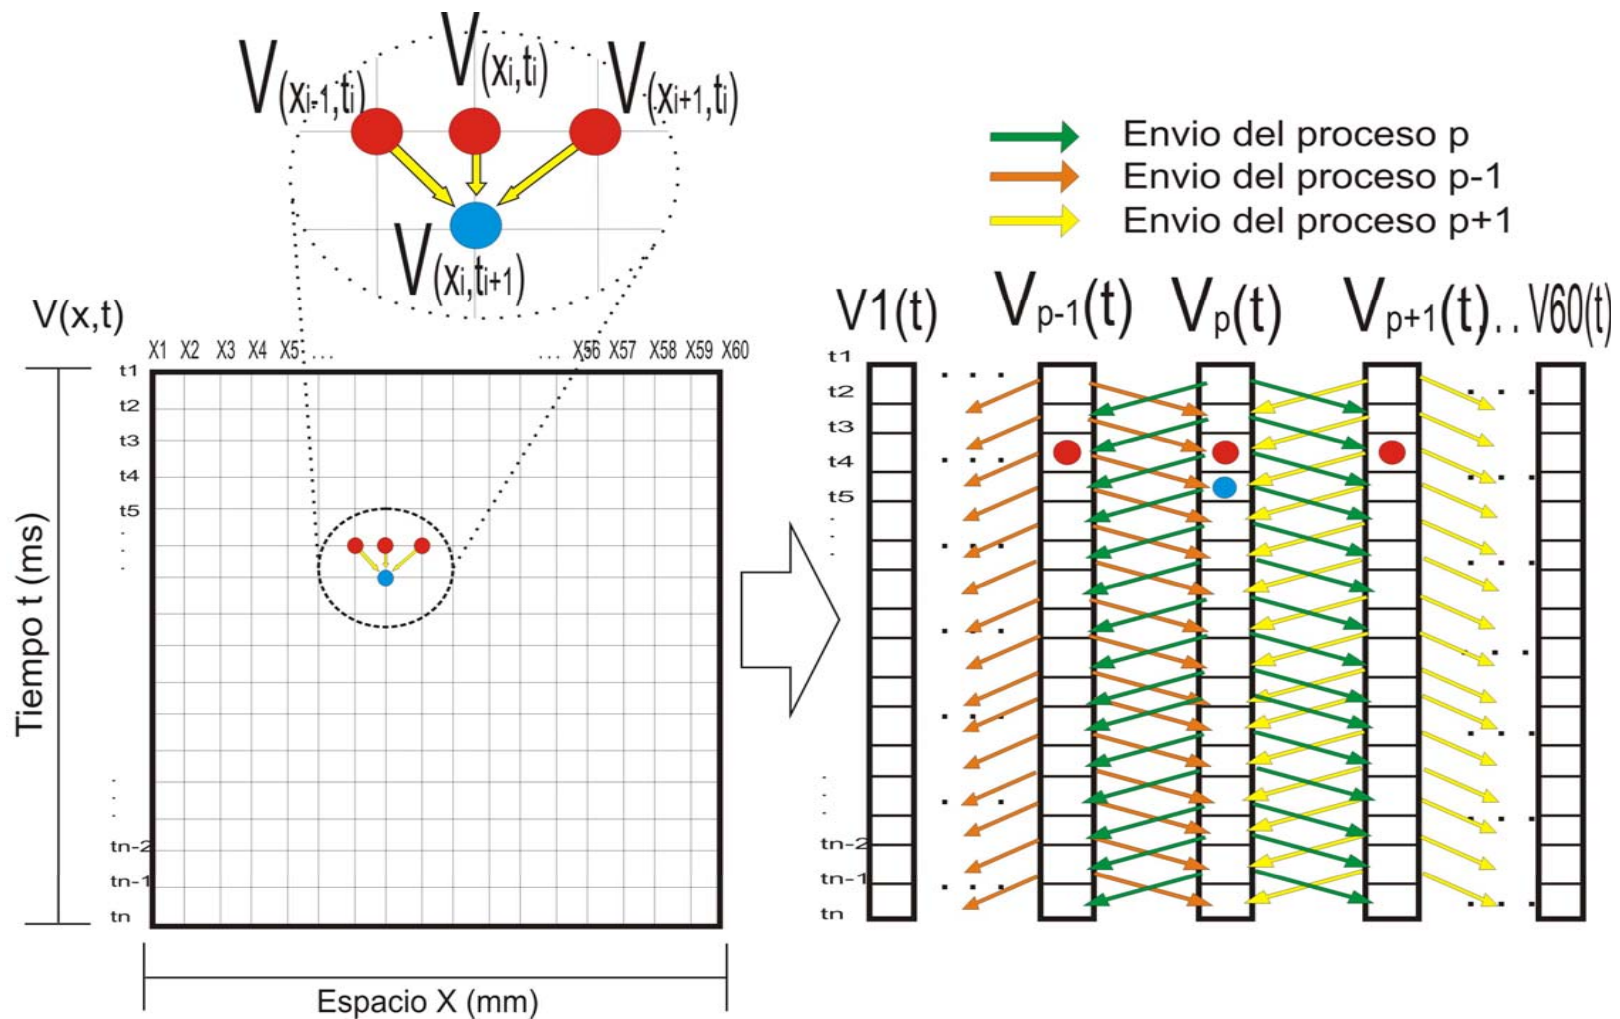 V(xi-1,ti)
V(xi,ti)
V(xi+1,ti)
V(xi,ti+1)
Envio del proceso p
Envio del proceso p-1
Envio del proceso p+1
V(x,t)
X1 X2 X3 X4 X5 ... ... X56 X57 X58 X59 X60
t1
t2
t3
t4
t5
.
.
.
.
.
.
tn-2
tn-1
tn
Tiempo t (ms)
Espacio X (mm)
V1(t) Vp-1(t) Vp(t) Vp+1(t)... V60(t)
t1
t2
t3
t4
t5
.
.
.
.
.
.
tn-2
tn-1
tn